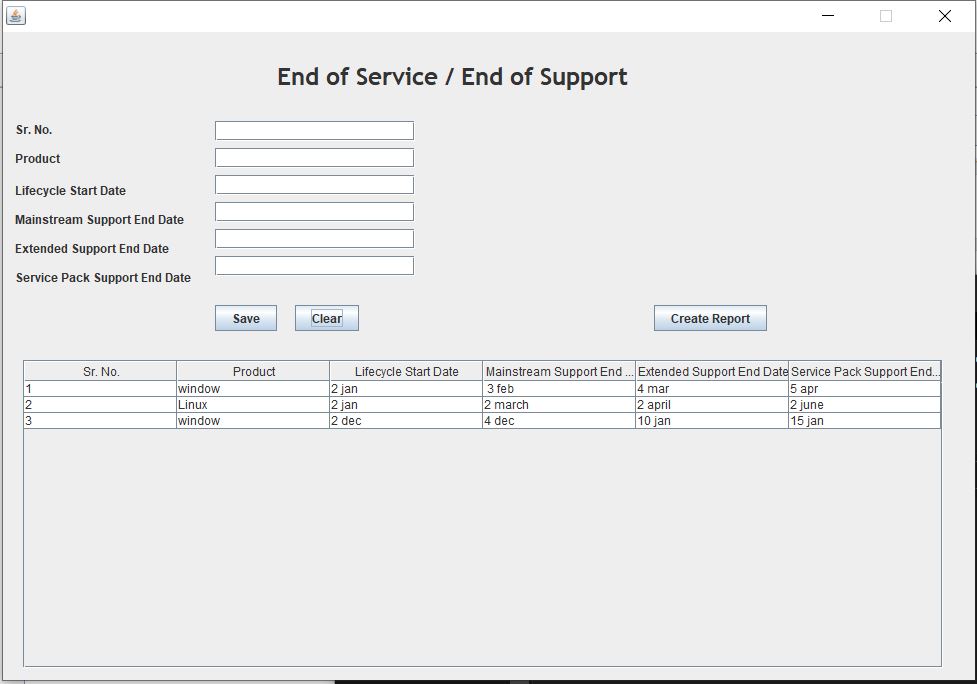 End of Service / End of Support
Sr. No.
Product
Lifecycle Start Date
Mainstream Support End Date
Extended Support End Date
Service Pack Support End Date
Save Clear Create Report
Sr. No. Product Lifecycle Start Date Mainstream Support End ... Extended Support End Date Service Pack Support End...
1 window 2 jan 3 feb 4 mar 5 apr
2 Linux 2 jan 2 march 2 april 2 june
3 window 2 dec 4 dec 10 jan 15 jan